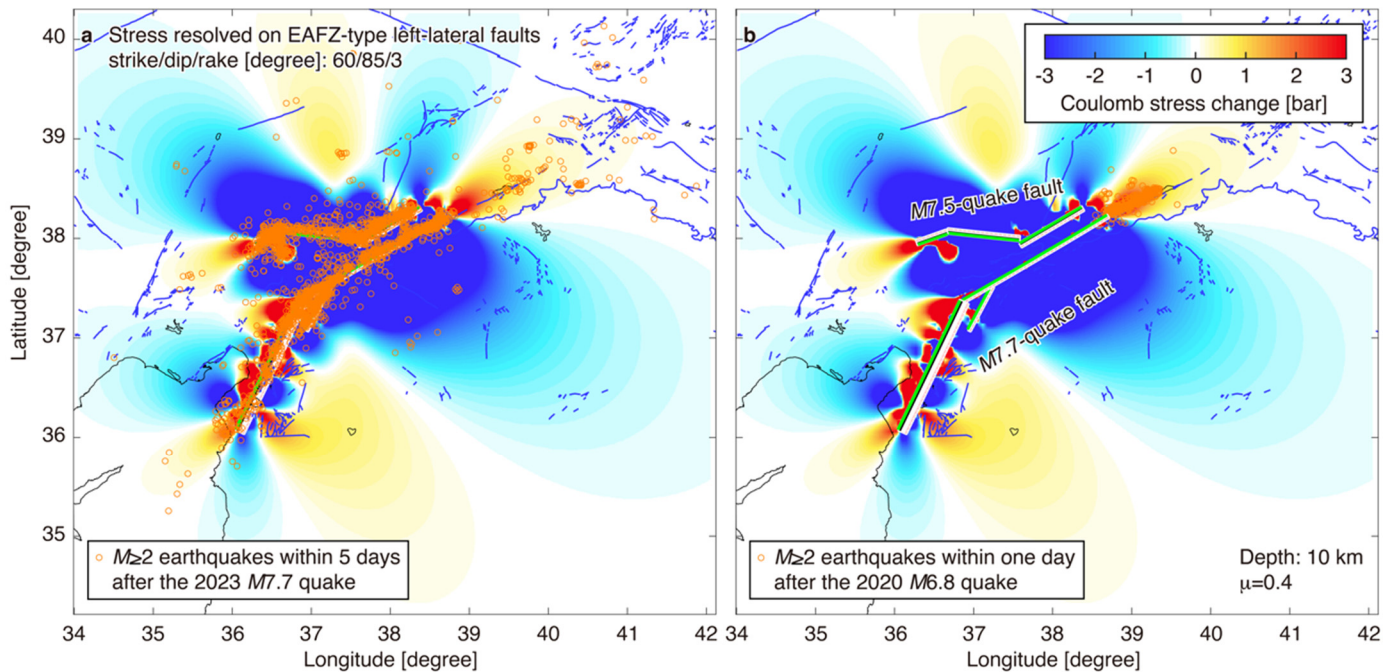 a Stress resolved on EAFZ-type left-lateral faults
strike/dip/rake [degree]: 60/85/3
b
-3 -2 -1 0 1 2 3
Coulomb stress change [bar]
M7.5-quake fault
M7.7-quake fault
Latitude [degree]
40
39
38
37
36
35
M≥2 earthquakes within 5 days
after the 2023 M7.7 quake
M≥2 earthquakes within one day
after the 2020 M6.8 quake
Depth: 10 km
μ=0.4
34 35 36 37 38 39 40 41 42
34 35 36 37 38 39 40 41 42
Longitude [degree]
Longitude [degree]